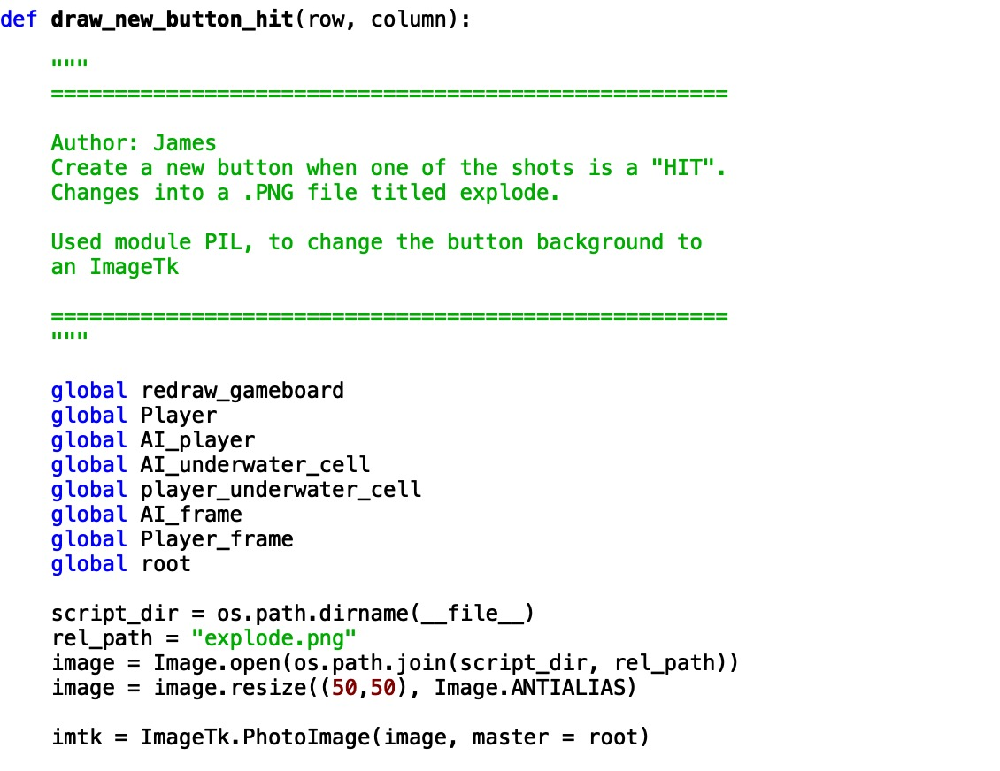 def draw_new_button_hit(row, column):
"""
=====================================================
Author: James
Create a new button when one of the shots is a "HIT".
Changes into a .PNG file titled explode.
Used module PIL, to change the button background to
an ImageTk
=====================================================
"""
global redraw_gameboard
global Player
global AI_player
global AI_underwater_cell
global player_underwater_cell
global AI_frame
global Player_frame
global root
script_dir = os.path.dirname(__file__)
rel_path = "explode.png"
image = Image.open(os.path.join(script_dir, rel_path))
image = image.resize((50,50), Image.ANTIALIAS)
imtk = ImageTk.PhotoImage(image, master = root)